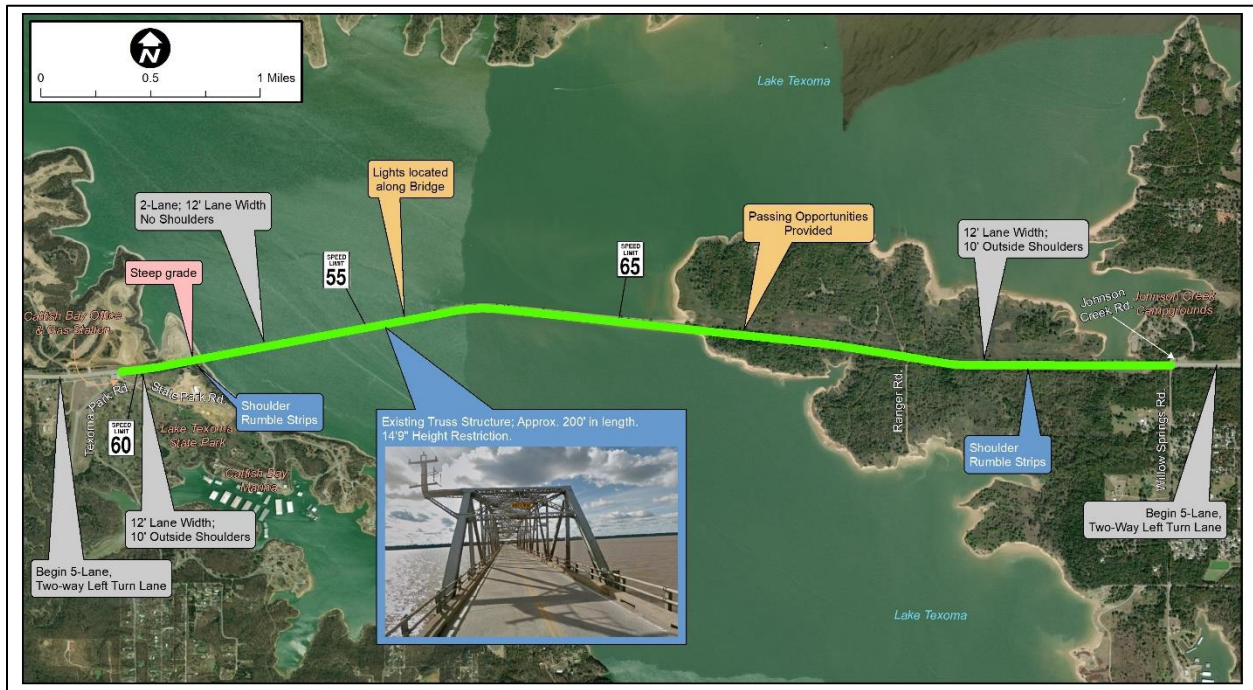 N
0 0.5 1 Miles
Lake Texoma
Lights located
along Bridge
2-Lane; 12' Lane Width
No Shoulders
Passing Opportunities
Provided
12' Lane Width;
10' Outside Shoulders
SPEED
LIMIT
55
SPEED
LIMIT
65
Steep grade
Catfish Bay Office
& Gas Station
Johnson
Creek Rd.
Johnson Creek
Campgrounds
Texoma Park Rd.
State Park Rd.
Shoulder
Rumble Strips
SPEED
LIMIT
60
Lake Texoma
State Park
Catfish Bay
Marina
Existing Truss Structure; Approx. 200' in length.
14'9" Height Restriction.
Ranger Rd.
Shoulder
Rumble Strips
Willow Springs Rd.
12' Lane Width;
10' Outside Shoulders
Begin 5-Lane,
Two-way Left Turn Lane
Begin 5-Lane,
Two-Way Left Turn Lane
Lake Texoma